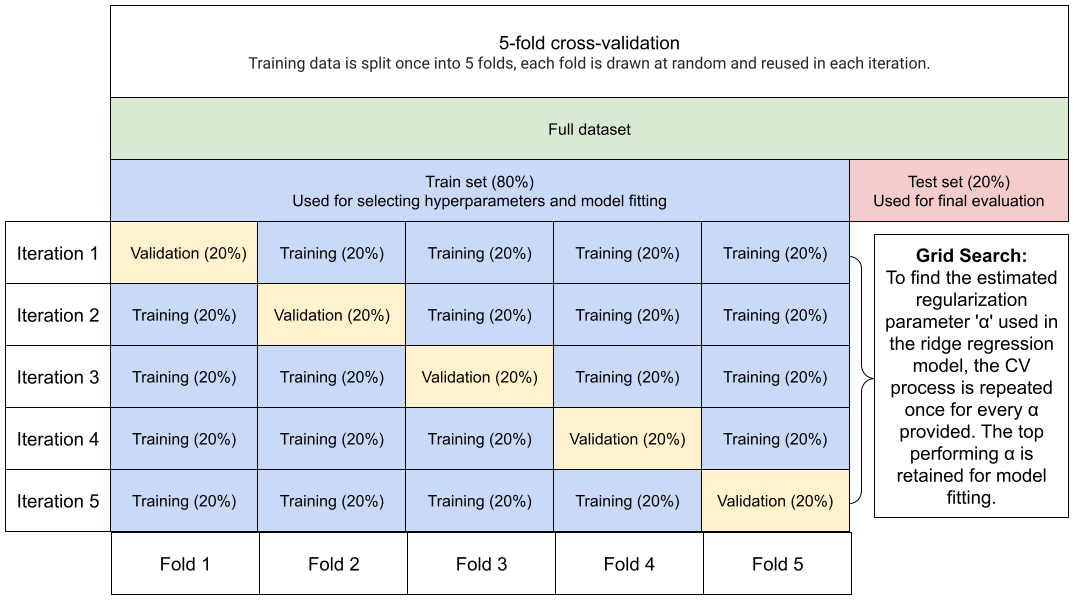 5-fold cross-validation
Training data is split once into 5 folds, each fold is drawn at random and reused in each iteration.
Full dataset
Train set (80%)
Used for selecting hyperparameters and model fitting
Test set (20%)
Used for final evaluation
Iteration 1 Validation (20%) Training (20%) Training (20%) Training (20%) Training (20%)
Iteration 2 Training (20%) Validation (20%) Training (20%) Training (20%) Training (20%)
Iteration 3 Training (20%) Training (20%) Validation (20%) Training (20%) Training (20%)
Iteration 4 Training (20%) Training (20%) Training (20%) Validation (20%) Training (20%)
Iteration 5 Training (20%) Training (20%) Training (20%) Training (20%) Validation (20%)
Fold 1 Fold 2 Fold 3 Fold 4 Fold 5
Grid Search:
To find the estimated
regularization
parameter 'α' used in
the ridge regression
model, the CV
process is repeated
once for every α
provided. The top
performing α is
retained for model
fitting.